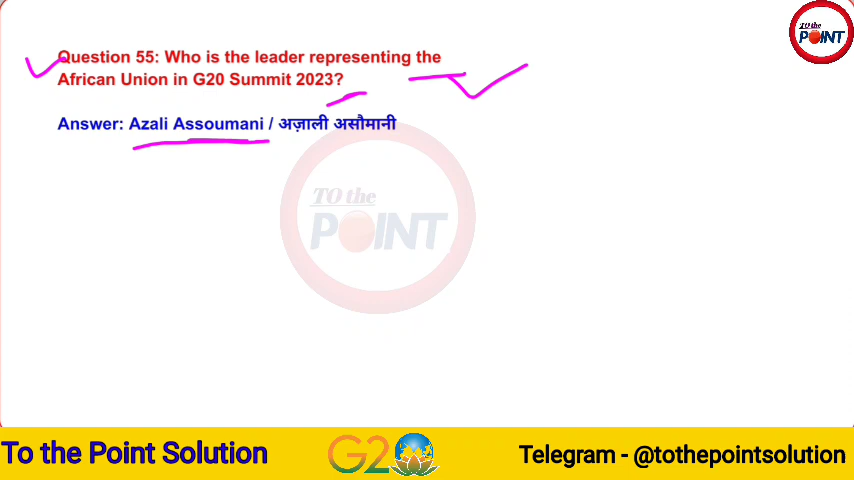 TO the
POINT
Question 55: Who is the leader representing the
African Union in G20 Summit 2023?
Answer: Azali Assoumani / अज़ाली असौमानी
TO the
POINT
To the Point Solution
G20
Telegram - @tothepointsolution